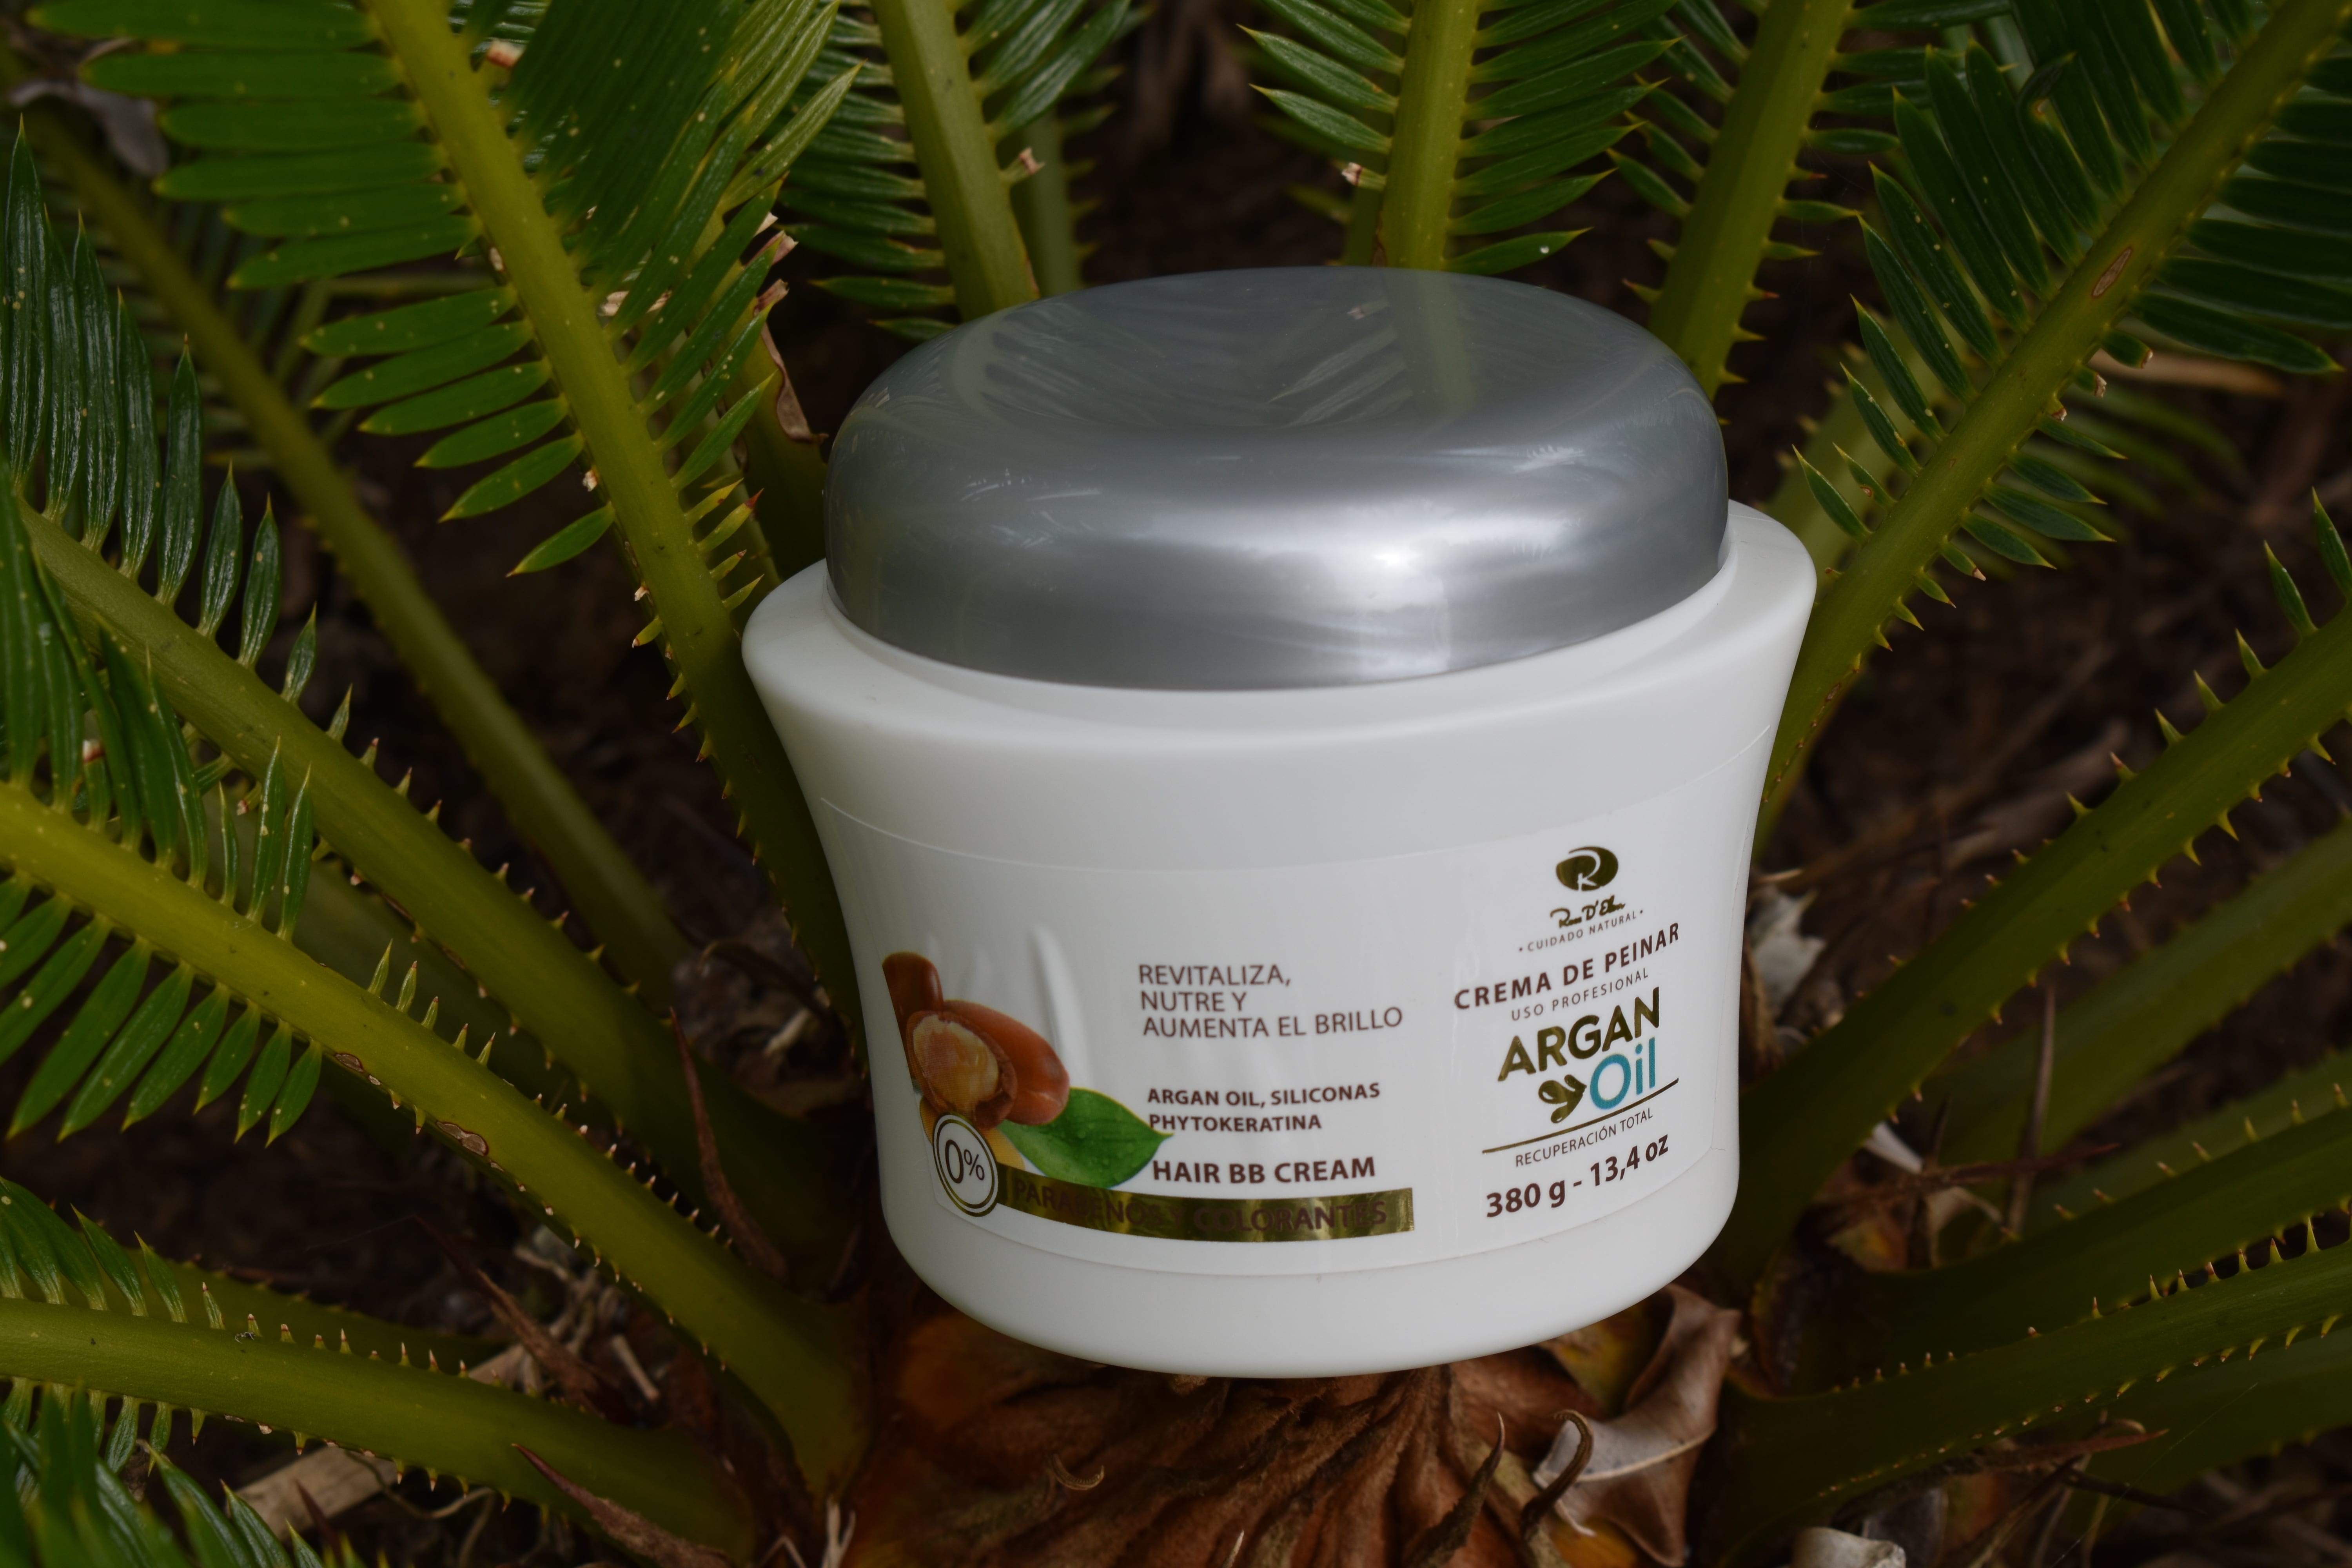 REVITALIZA,
NUTRE Y
AUMENTA EL BRILLO
ARGAN OIL, SILICONAS
PHYTOKERATINA
HAIR BB CREAM
0%
PARABENOS Y COLORANTES
• CUIDADO NATURAL •
CREMA DE PEINAR
USO PROFESIONAL
ARGAN
Oil
RECUPERACIÓN TOTAL
380 g - 13,4 oz